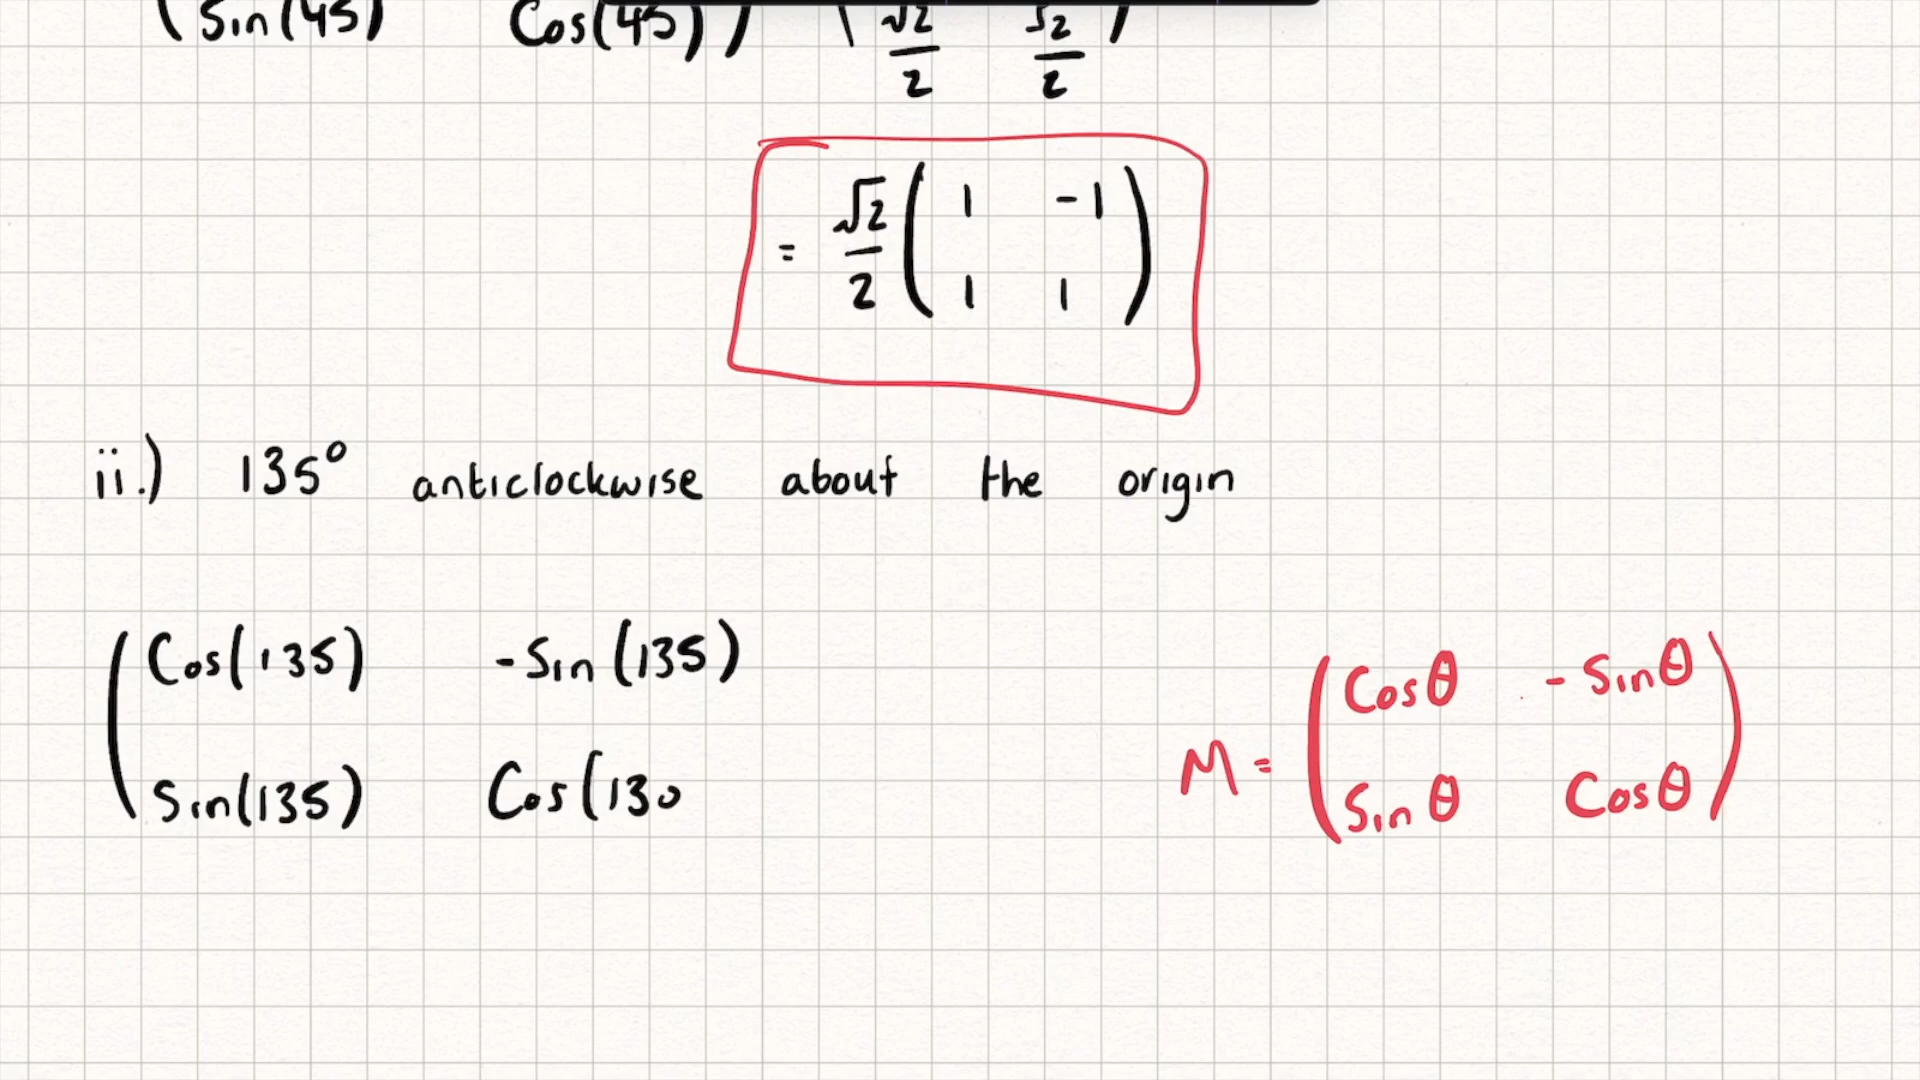 (Sin(45) Cos(45)) (√2/2 √2/2)
= √2/2 (1 -1
1 1)
ii.) 135° anticlockwise about the origin
(Cos(135) -Sin(135)
Sin(135) Cos(130
M = (Cosθ -Sinθ
Sinθ Cosθ)